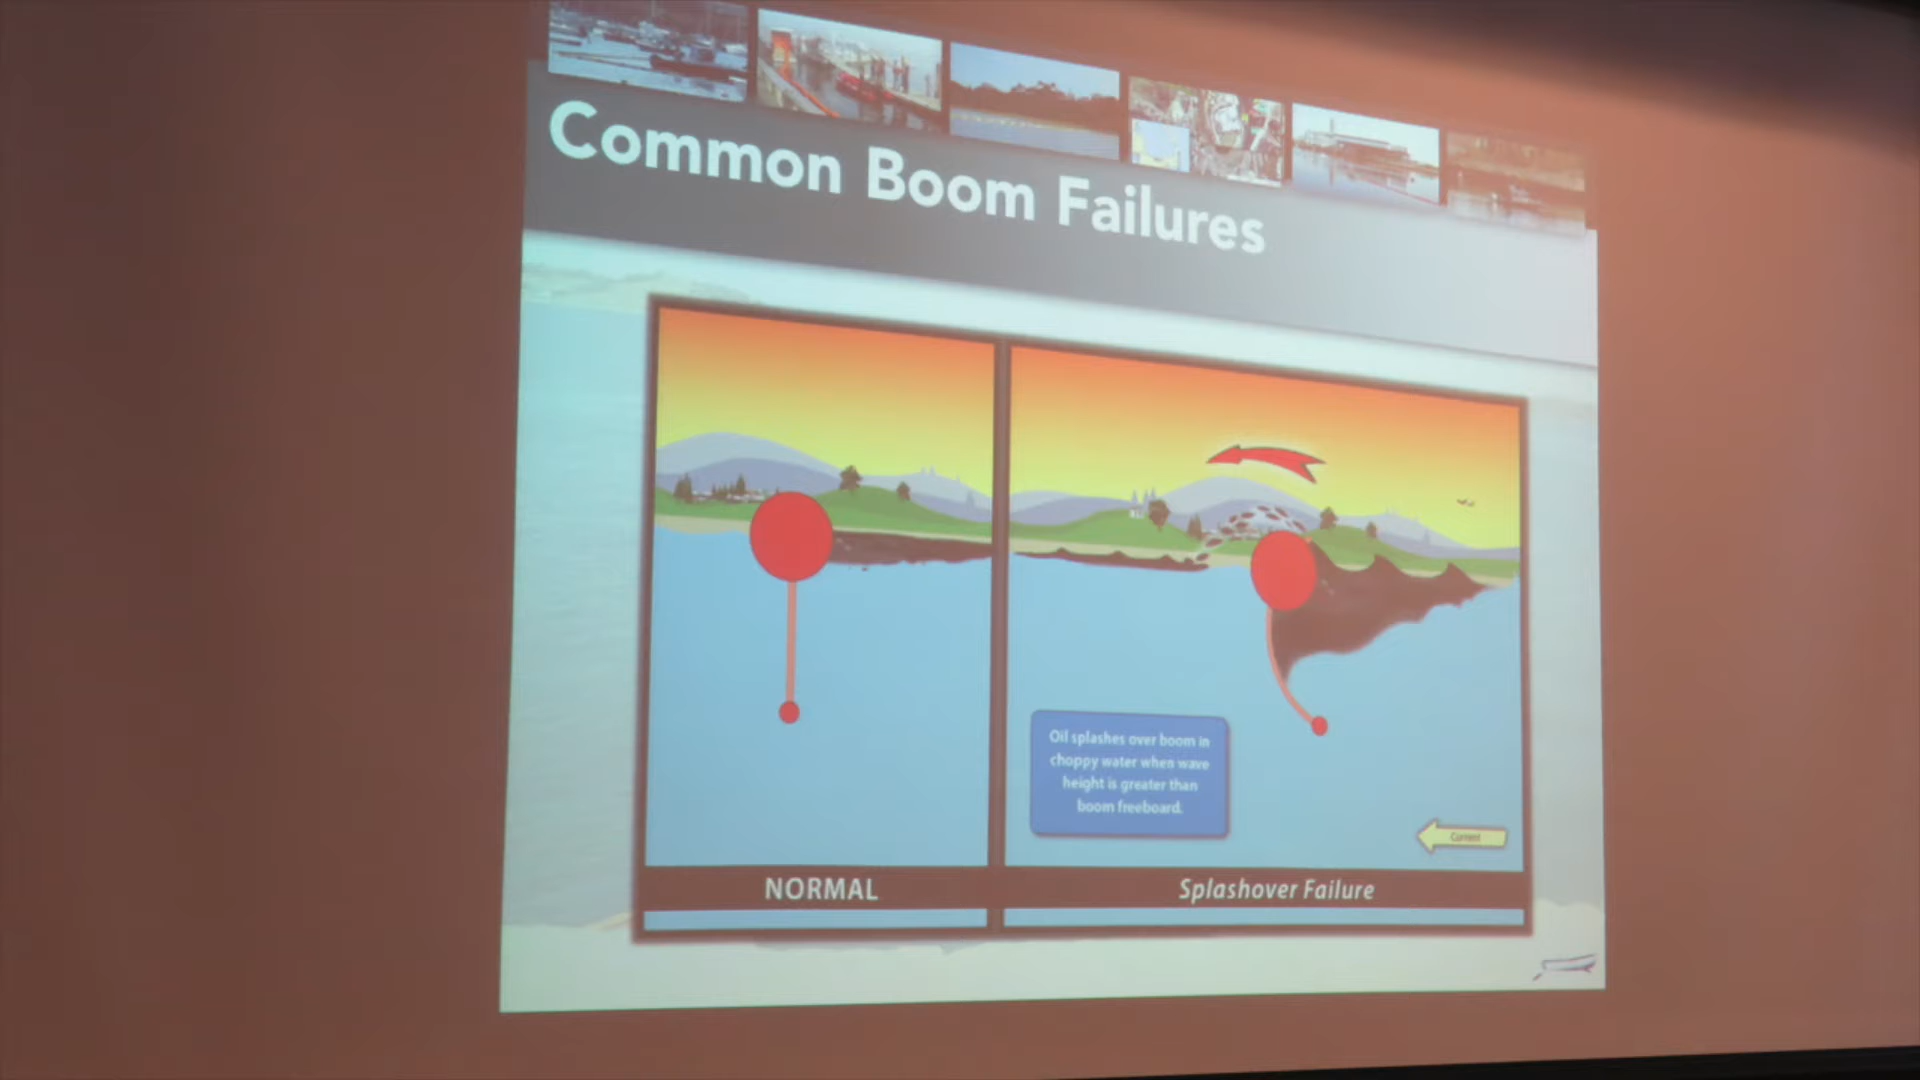 Common Boom Failures
Oil splashes over boom in
choppy water when wave
height is greater than
boom freeboard.
Current
NORMAL
Splashover Failure